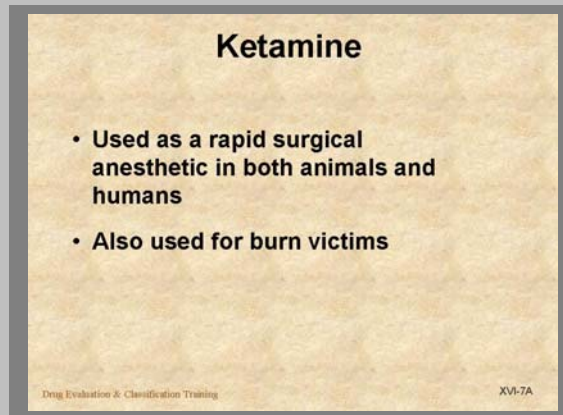 Ketamine
• Used as a rapid surgical
anesthetic in both animals and
humans
• Also used for burn victims
Drug Evaluation & Classification Training
XVI-7A